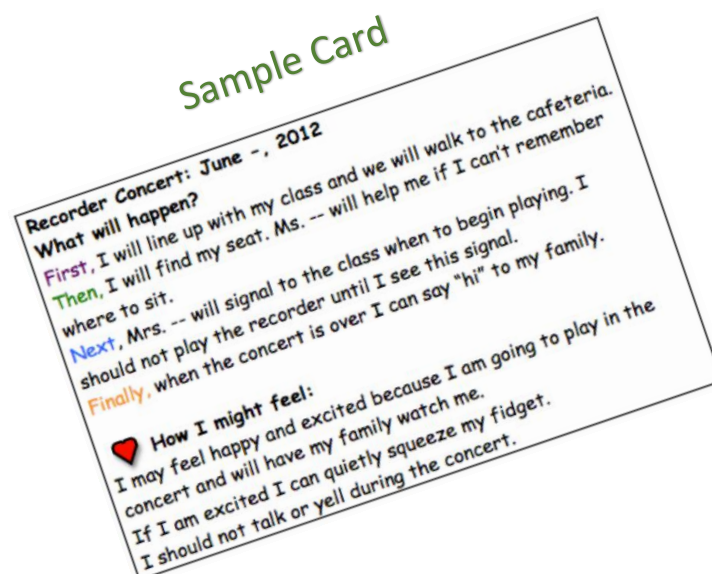 Sample Card
Recorder Concert: June -, 2012
What will happen?
First, I will line up with my class and we will walk to the cafeteria.
Then, I will find my seat. Ms. -- will help me if I can't remember
where to sit.
Next, Mrs. -- will signal to the class when to begin playing. I
should not play the recorder until I see this signal.
Finally, when the concert is over I can say "hi" to my family.
How I might feel:
I may feel happy and excited because I am going to play in the
concert and will have my family watch me.
If I am excited I can quietly squeeze my fidget.
I should not talk or yell during the concert.